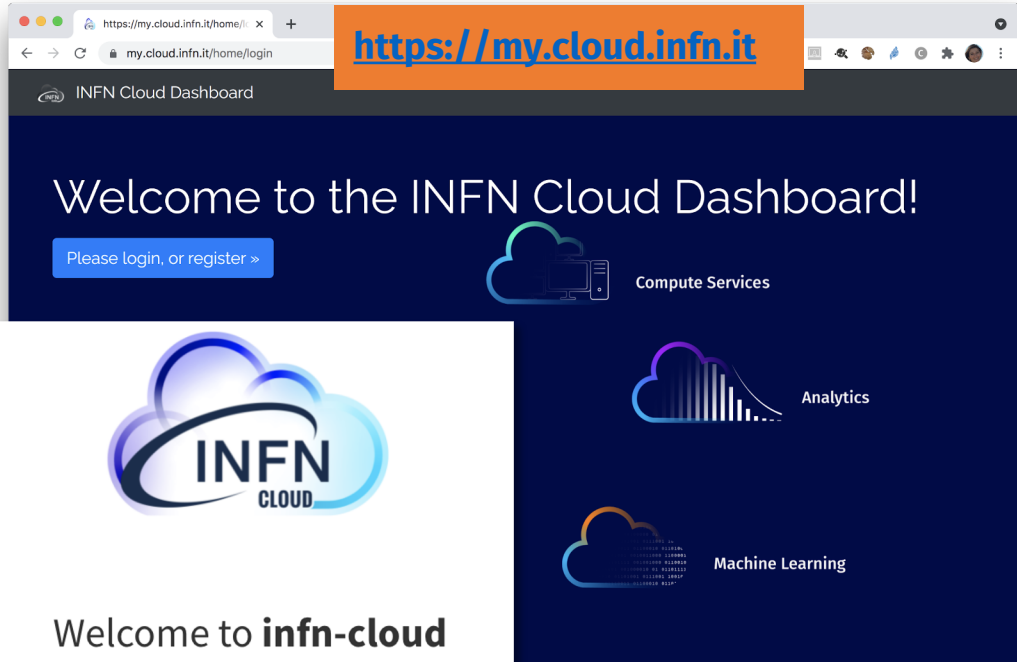 https://my.cloud.infn.it/home/l
https://my.cloud.infn.it
my.cloud.infn.it/home/login
INFN Cloud Dashboard
Welcome to the INFN Cloud Dashboard!
Please login, or register »
Compute Services
Analytics
INFN
CLOUD
Machine Learning
Welcome to infn-cloud